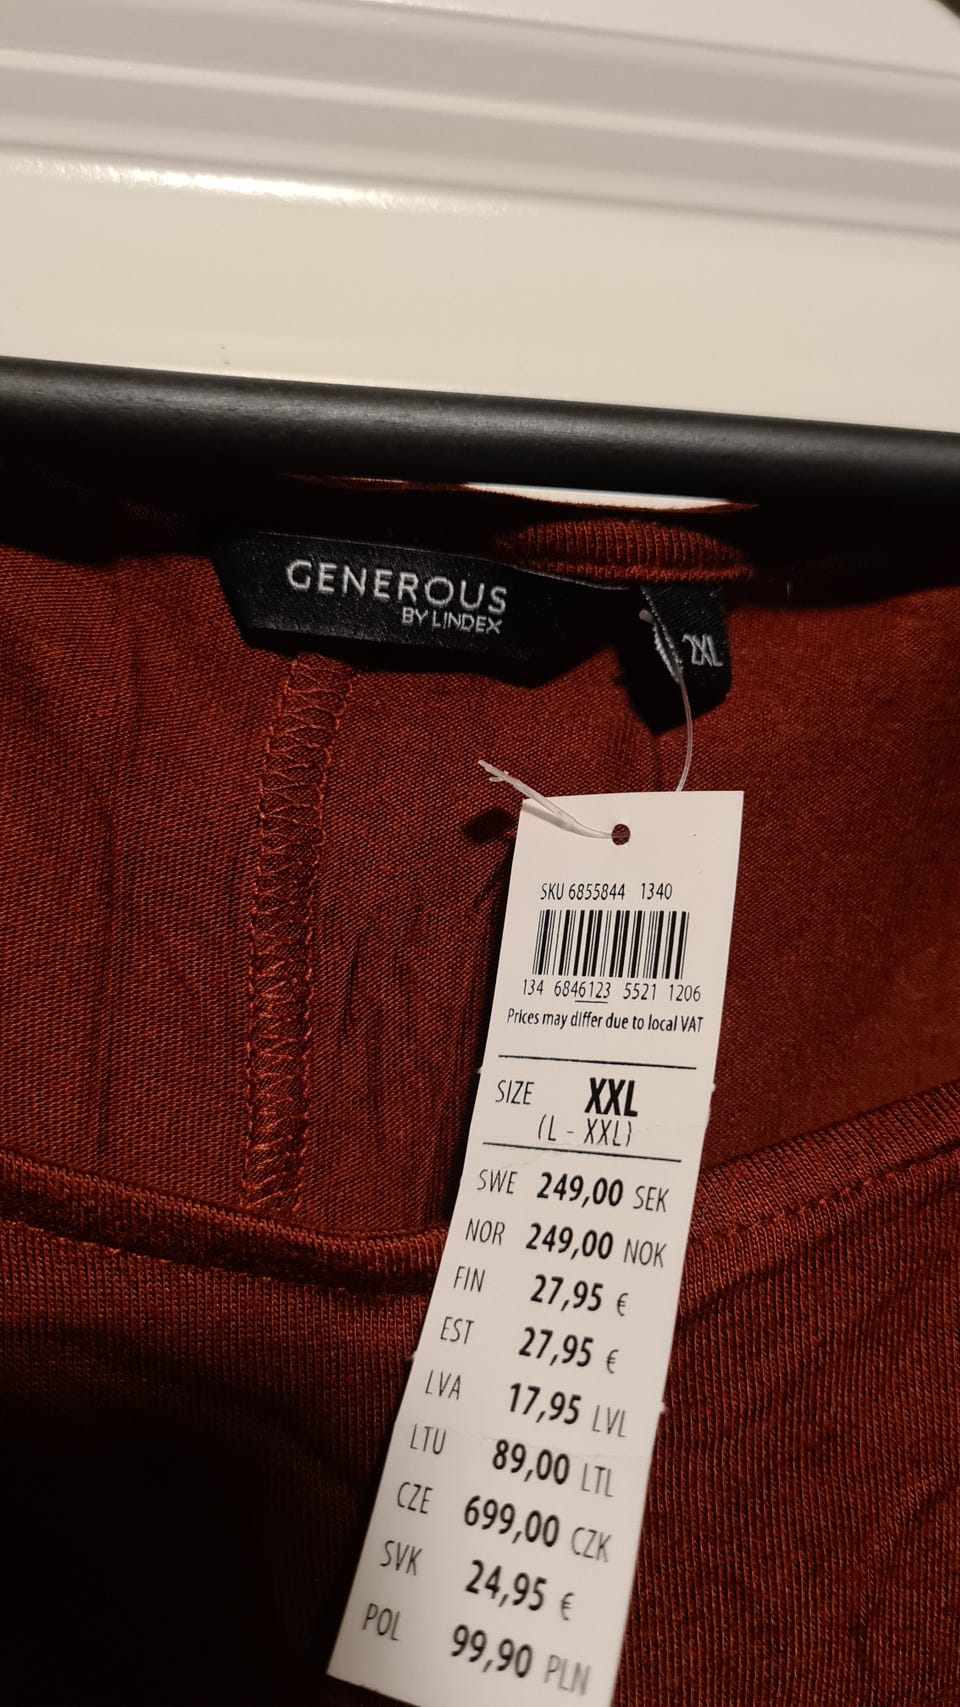 GENEROUS
BY LINDEX
2XL
SKU 6855844 1340
134 6846123 5521 1206
Prices may differ due to local VAT
SIZE XXL
(L - XXL)
SWE 249,00 SEK
NOR 249,00 NOK
FIN 27,95 €
EST 27,95 €
LVA 17,95 LVL
LTU 89,00 LTL
CZE 699,00 CZK
SVK 24,95 €
POL 99,90 PLN